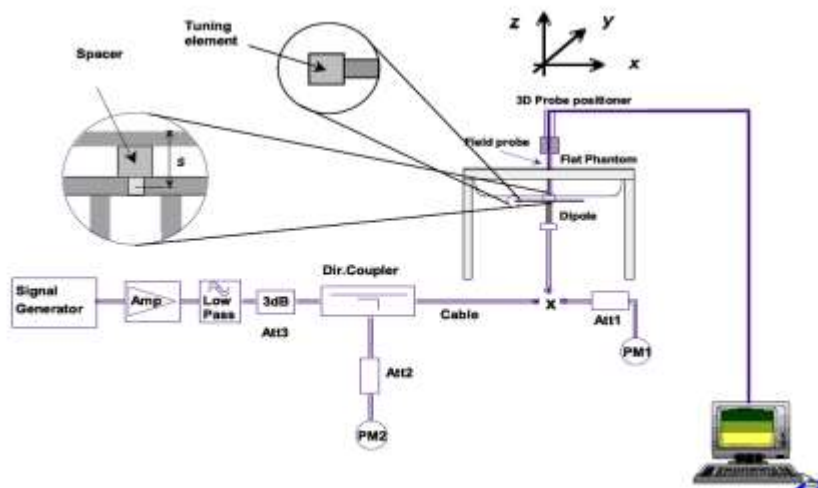 Tuning
element
Spacer
s
z
y
x
3D Probe positioner
Field probe
Flat Phantom
Dipole
Dir.Coupler
Signal
Generator
Amp
Low
Pass
3dB
Att3
Cable
x
Att1
PM1
Att2
PM2